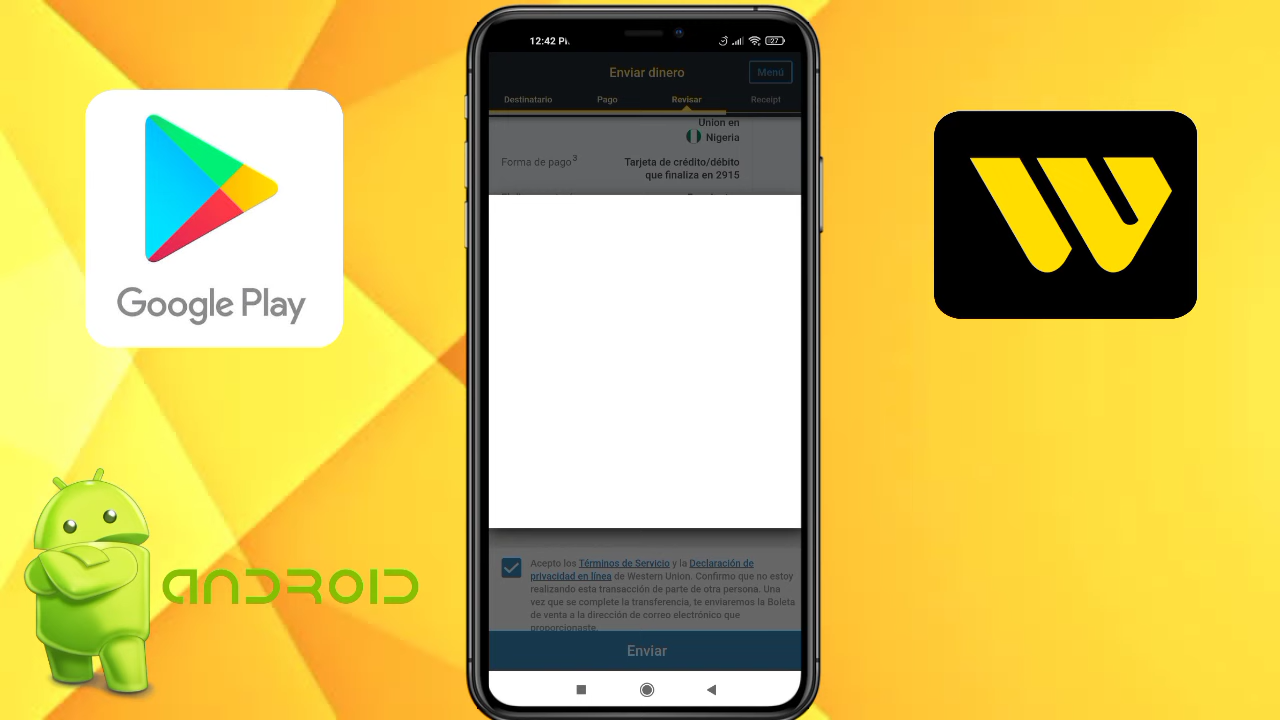 Google Play
ANDROID
12:42 P
27
Enviar dinero
Menú
Destinatario
Pago
Revisar
Receipt
Union en
Nigeria
Forma de pago3
Tarjeta de crédito/débito
que finaliza en 2915
Acepto los Términos de Servicio y la Declaración de
privacidad en línea de Western Union. Confirmo que no estoy
realizando esta transacción de parte de otra persona. Una
vez que se complete la transferencia, te enviaremos la Boleta
de venta a la dirección de correo electrónico que
proporcionaste.
Enviar
W